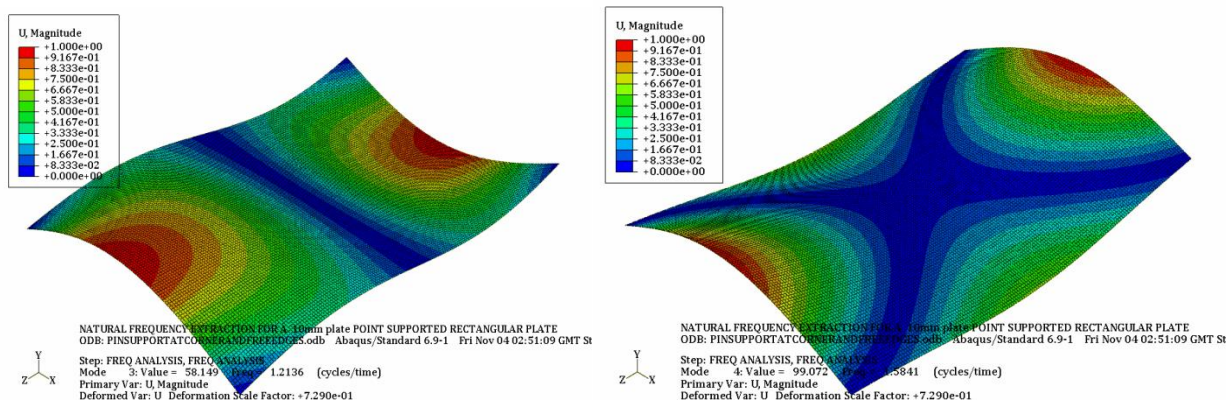 U, Magnitude
+1.000e+00
+9.167e-01
+8.333e-01
+7.500e-01
+6.667e-01
+5.833e-01
+5.000e-01
+4.167e-01
+3.333e-01
+2.500e-01
+1.667e-01
+8.333e-02
+0.000e+00
NATURAL FREQUENCY EXTRACTION FOR A 10mm plate POINT SUPPORTED RECTANGULAR PLATE
ODB: PINSUPPORTATCORNERANDFREEEDGES.odb Abaqus/Standard 6.9-1 Fri Nov 04 02:51:09 GMT St
Y
Z X
Step: FREQ ANALYSIS, FREQ ANALYSIS
Mode 3: Value = 58.149 Freq = 1.2136 (cycles/time)
Primary Var: U, Magnitude
Deformed Var: U Deformation Scale Factor: +7.290e-01
U, Magnitude
+1.000e+00
+9.167e-01
+8.333e-01
+7.500e-01
+6.667e-01
+5.833e-01
+5.000e-01
+4.167e-01
+3.333e-01
+2.500e-01
+1.667e-01
+8.333e-02
+0.000e+00
NATURAL FREQUENCY EXTRACTION FOR A 10mm plate POINT SUPPORTED RECTANGULAR PLATE
ODB: PINSUPPORTATCORNERANDFREEEDGES.odb Abaqus/Standard 6.9-1 Fri Nov 04 02:51:09 GMT St
Y
Z X
Step: FREQ ANALYSIS, FREQ ANALYSIS
Mode 4: Value = 99.072 (cycles/time)
Primary Var: U, Magnitude
Deformed Var: U Deformation Scale Factor: +7.290e-01